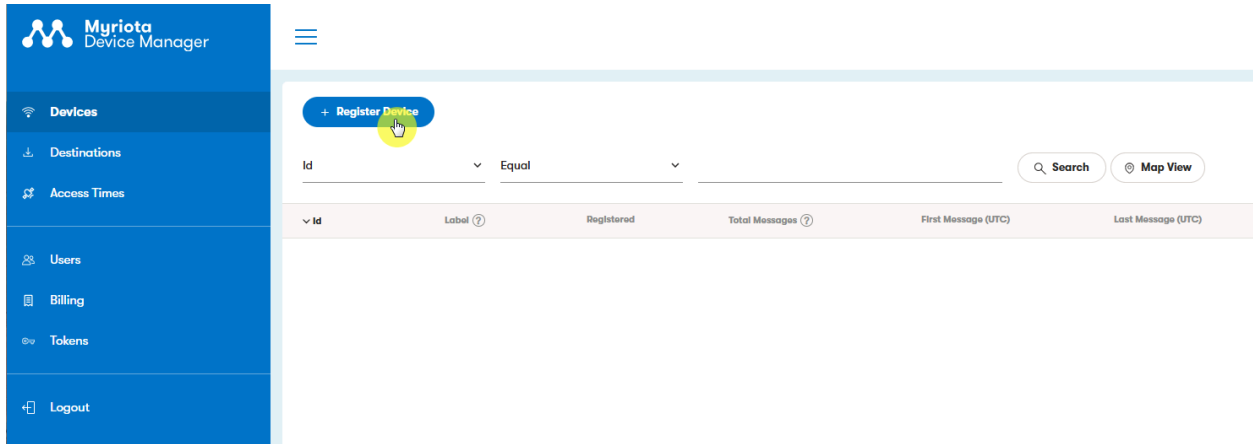 Myriota
Device Manager
Devices
Destinations
Access Times
Users
Billing
Tokens
Logout
+ Register Device
Id
Equal
Search
Map View
Id
Label ?
Registered
Total Messages ?
First Message (UTC)
Last Message (UTC)